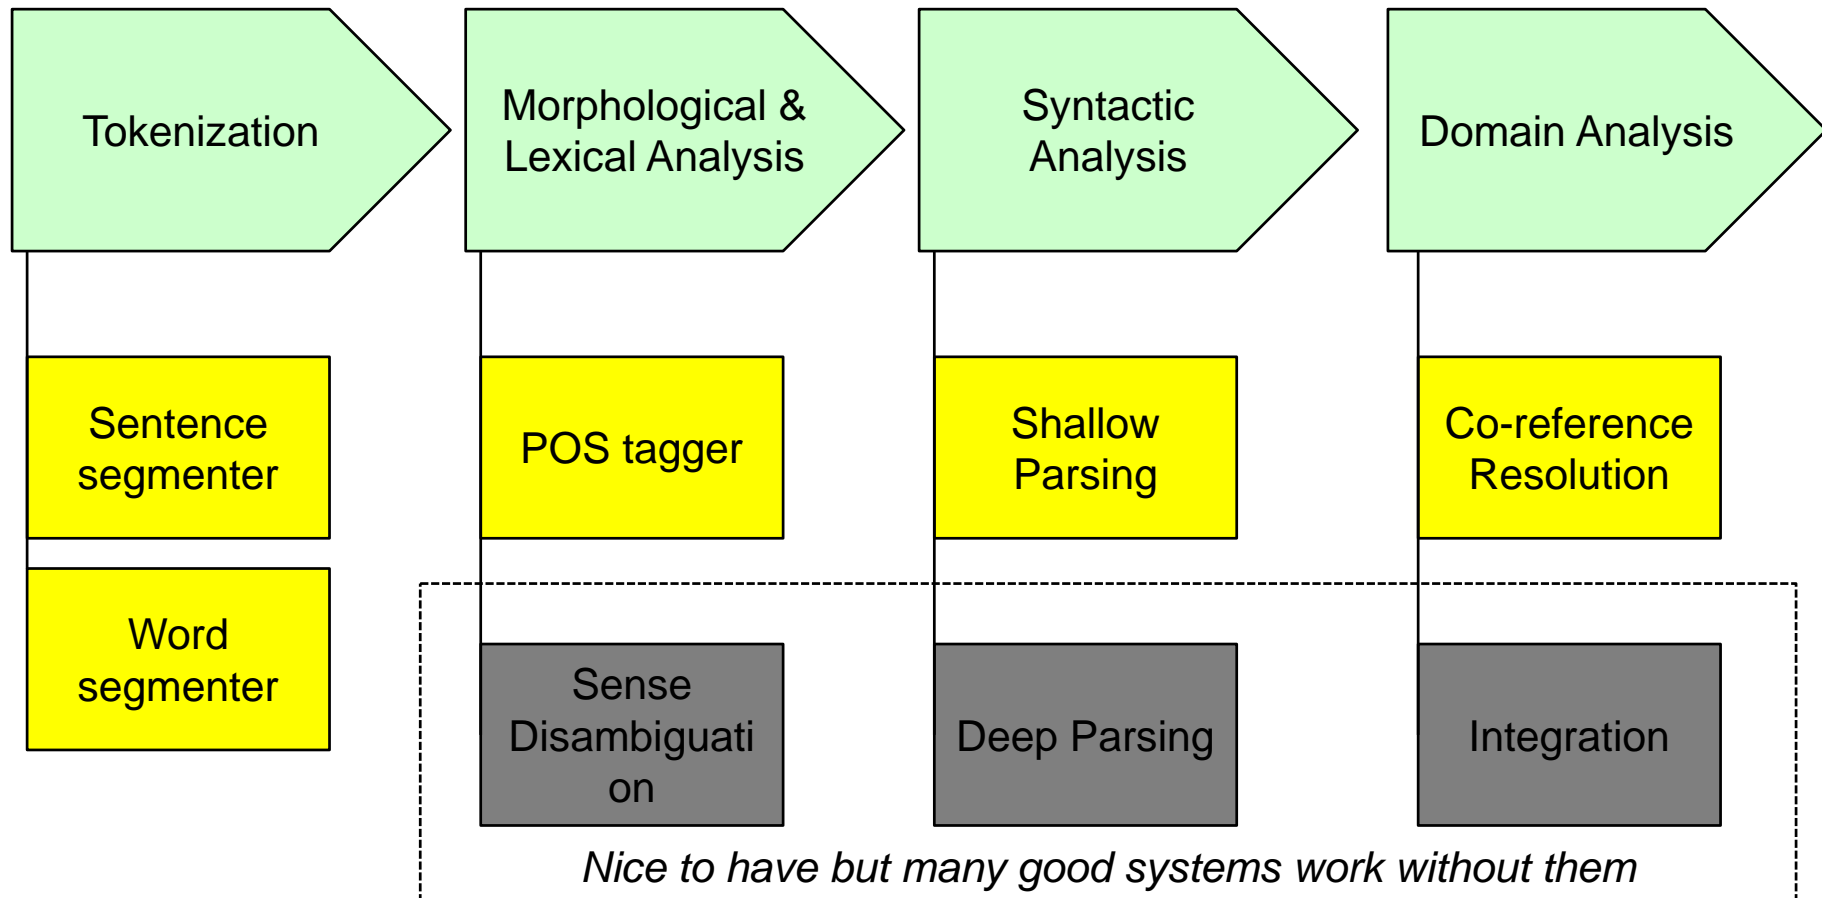 Tokenization
Morphological &
Lexical Analysis
Syntactic
Analysis
Domain Analysis
Sentence
segmenter
POS tagger
Shallow
Parsing
Co-reference
Resolution
Word
segmenter
Sense
Disambiguati
on
Deep Parsing
Integration
Nice to have but many good systems work without them